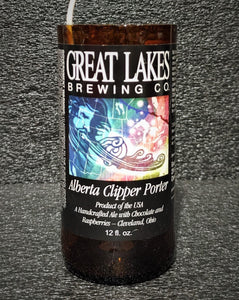 GREAT LAKES
BREWING CO.
Alberta Clipper Porter
Product of the USA
A Handcrafted Ale with Chocolate and
Raspberries – Cleveland, Ohio
12 fl. oz.